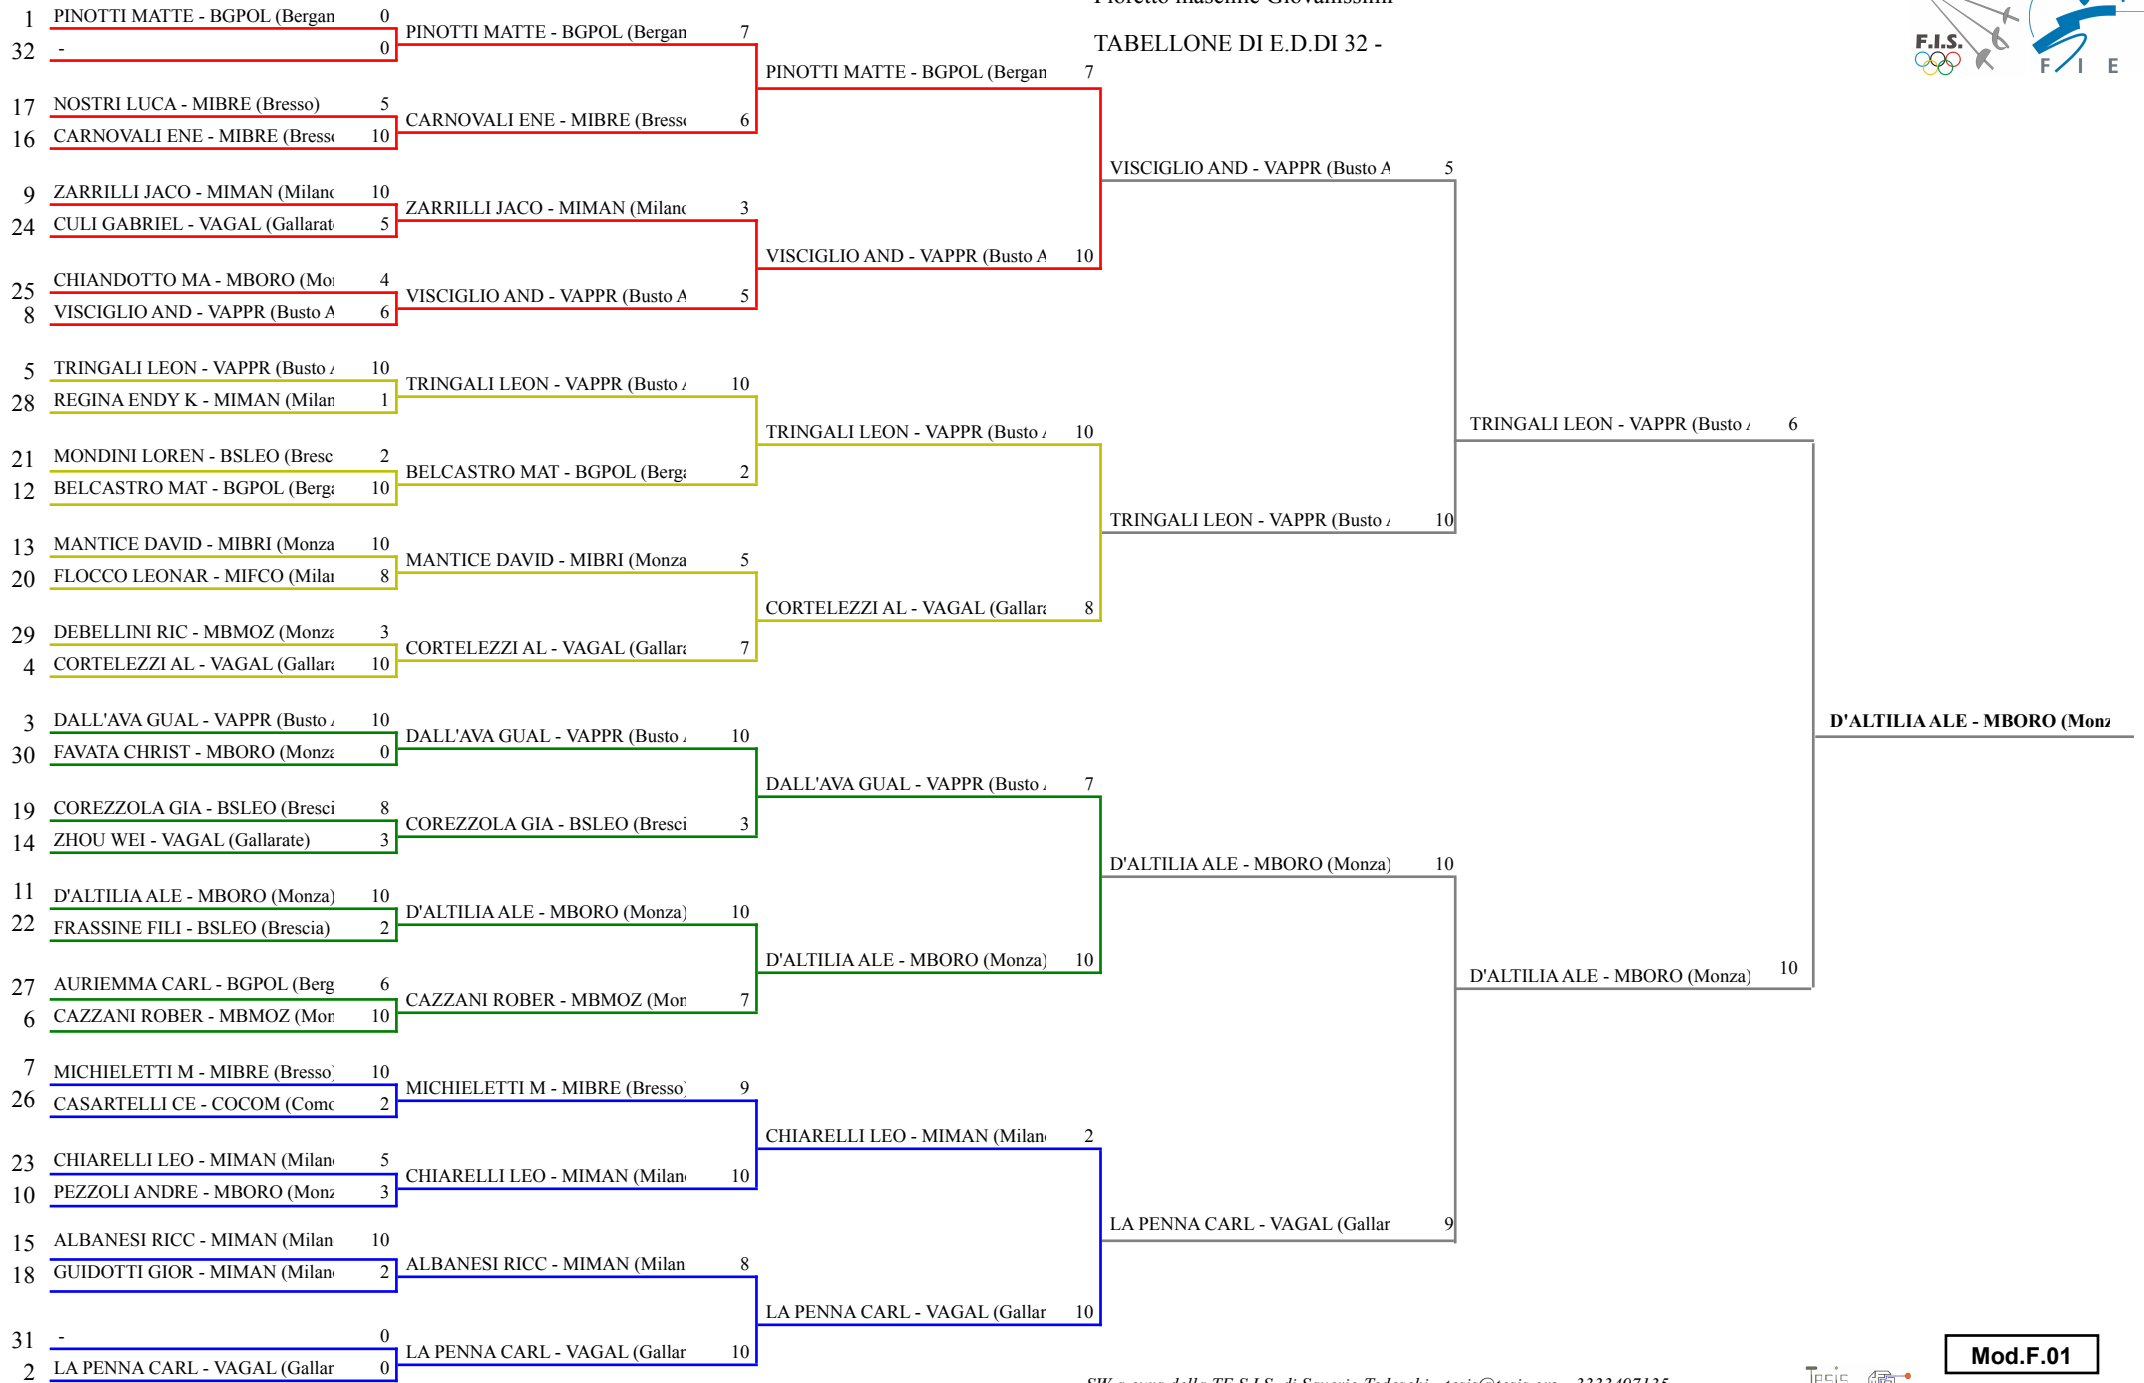 TABELLONE DI E.D.DI 32 -
F.I.S.
F I E
1 PINOTTI MATTE - BGPOL (Bergan 0
32 - 0
17 NOSTRI LUCA - MIBRE (Bresso) 5
16 CARNOVALI ENE - MIBRE (Bress 10
9 ZARRILLI JACO - MIMAN (Milan 10
24 CULI GABRIEL - VAGAL (Gallarat 5
25 CHIANDOTTO MA - MBORO (Mo 4
8 VISCIGLIO AND - VAPPR (Busto A 6
5 TRINGALI LEON - VAPPR (Busto 10
28 REGINA ENDY K - MIMAN (Milan 1
21 MONDINI LOREN - BSLEO (Bresc 2
12 BELCASTRO MAT - BGPOL (Berg 10
13 MANTICE DAVID - MIBRI (Monza 10
20 FLOCCO LEONAR - MIFCO (Milan 8
29 DEBELLINI RIC - MBMOZ (Monz 3
4 CORTELEZZI AL - VAGAL (Gallar 10
3 DALL'AVA GUAL - VAPPR (Busto 10
30 FAVATA CHRIST - MBORO (Monz 0
19 COREZZOLA GIA - BSLEO (Bresci 8
14 ZHOU WEI - VAGAL (Gallarate) 3
11 D'ALTILIA ALE - MBORO (Monza) 10
22 FRASSINE FILI - BSLEO (Brescia) 2
27 AURIEMMA CARL - BGPOL (Berg 6
6 CAZZANI ROBER - MBMOZ (Mon 10
7 MICHIELETTI M - MIBRE (Bresso) 10
26 CASARTELLI CE - COCOM (Como 2
23 CHIARELLI LEO - MIMAN (Milan 5
10 PEZZOLI ANDRE - MBORO (Monz 3
15 ALBANESI RICC - MIMAN (Milan 10
18 GUIDOTTI GIOR - MIMAN (Milan 2
31 - 0
2 LA PENNA CARL - VAGAL (Gallar 0
PINOTTI MATTE - BGPOL (Bergan 7
CARNOVALI ENE - MIBRE (Bress 6
ZARRILLI JACO - MIMAN (Milan 3
VISCIGLIO AND - VAPPR (Busto A 5
TRINGALI LEON - VAPPR (Busto 10
BELCASTRO MAT - BGPOL (Berg 2
MANTICE DAVID - MIBRI (Monza 5
CORTELEZZI AL - VAGAL (Gallar 7
DALL'AVA GUAL - VAPPR (Busto 10
COREZZOLA GIA - BSLEO (Bresci 3
D'ALTILIA ALE - MBORO (Monza) 10
CAZZANI ROBER - MBMOZ (Mon 7
MICHIELETTI M - MIBRE (Bresso) 9
CHIARELLI LEO - MIMAN (Milan 10
ALBANESI RICC - MIMAN (Milan 8
LA PENNA CARL - VAGAL (Gallar 10
PINOTTI MATTE - BGPOL (Bergan 7
VISCIGLIO AND - VAPPR (Busto A 10
TRINGALI LEON - VAPPR (Busto 10
CORTELEZZI AL - VAGAL (Gallar 8
DALL'AVA GUAL - VAPPR (Busto 7
D'ALTILIA ALE - MBORO (Monza) 10
CHIARELLI LEO - MIMAN (Milan 2
LA PENNA CARL - VAGAL (Gallar 10
VISCIGLIO AND - VAPPR (Busto A 5
TRINGALI LEON - VAPPR (Busto 10
D'ALTILIA ALE - MBORO (Monza) 10
LA PENNA CARL - VAGAL (Gallar 9
TRINGALI LEON - VAPPR (Busto 6
D'ALTILIA ALE - MBORO (Monza) 10
D'ALTILIA ALE - MBORO (Monz
Mod.F.01